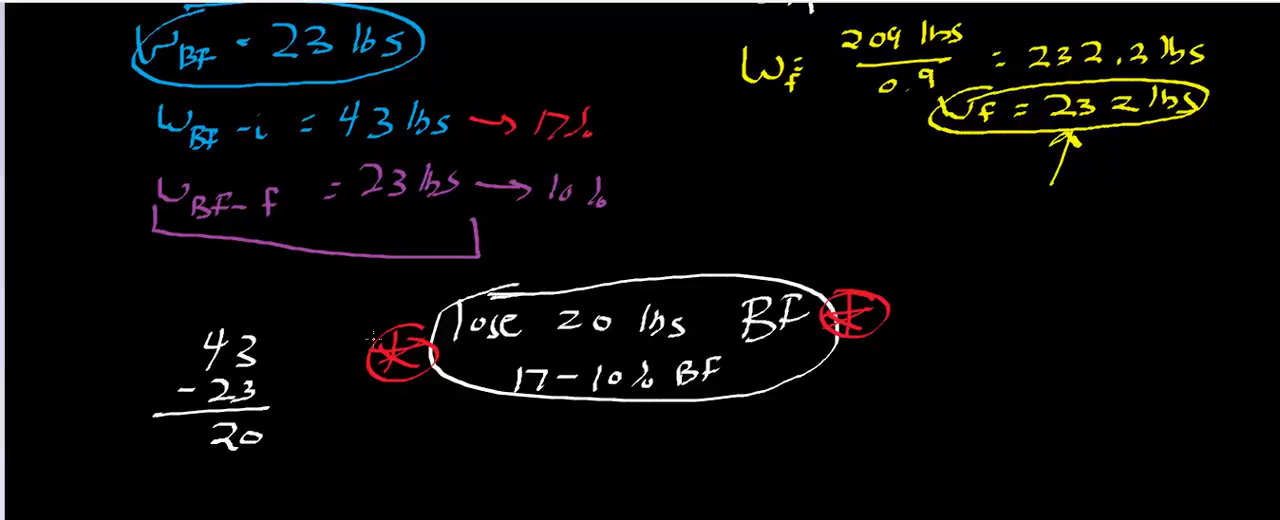 W_BF = 23 lbs
W_BF-i = 43 lbs → 17%
W_BF-f = 23 lbs → 10%
W_f = 209 lbs / 0.9 = 232.2 lbs
W_f = 232 lbs
lose 20 lbs BF
17-10% BF
43
- 23
20